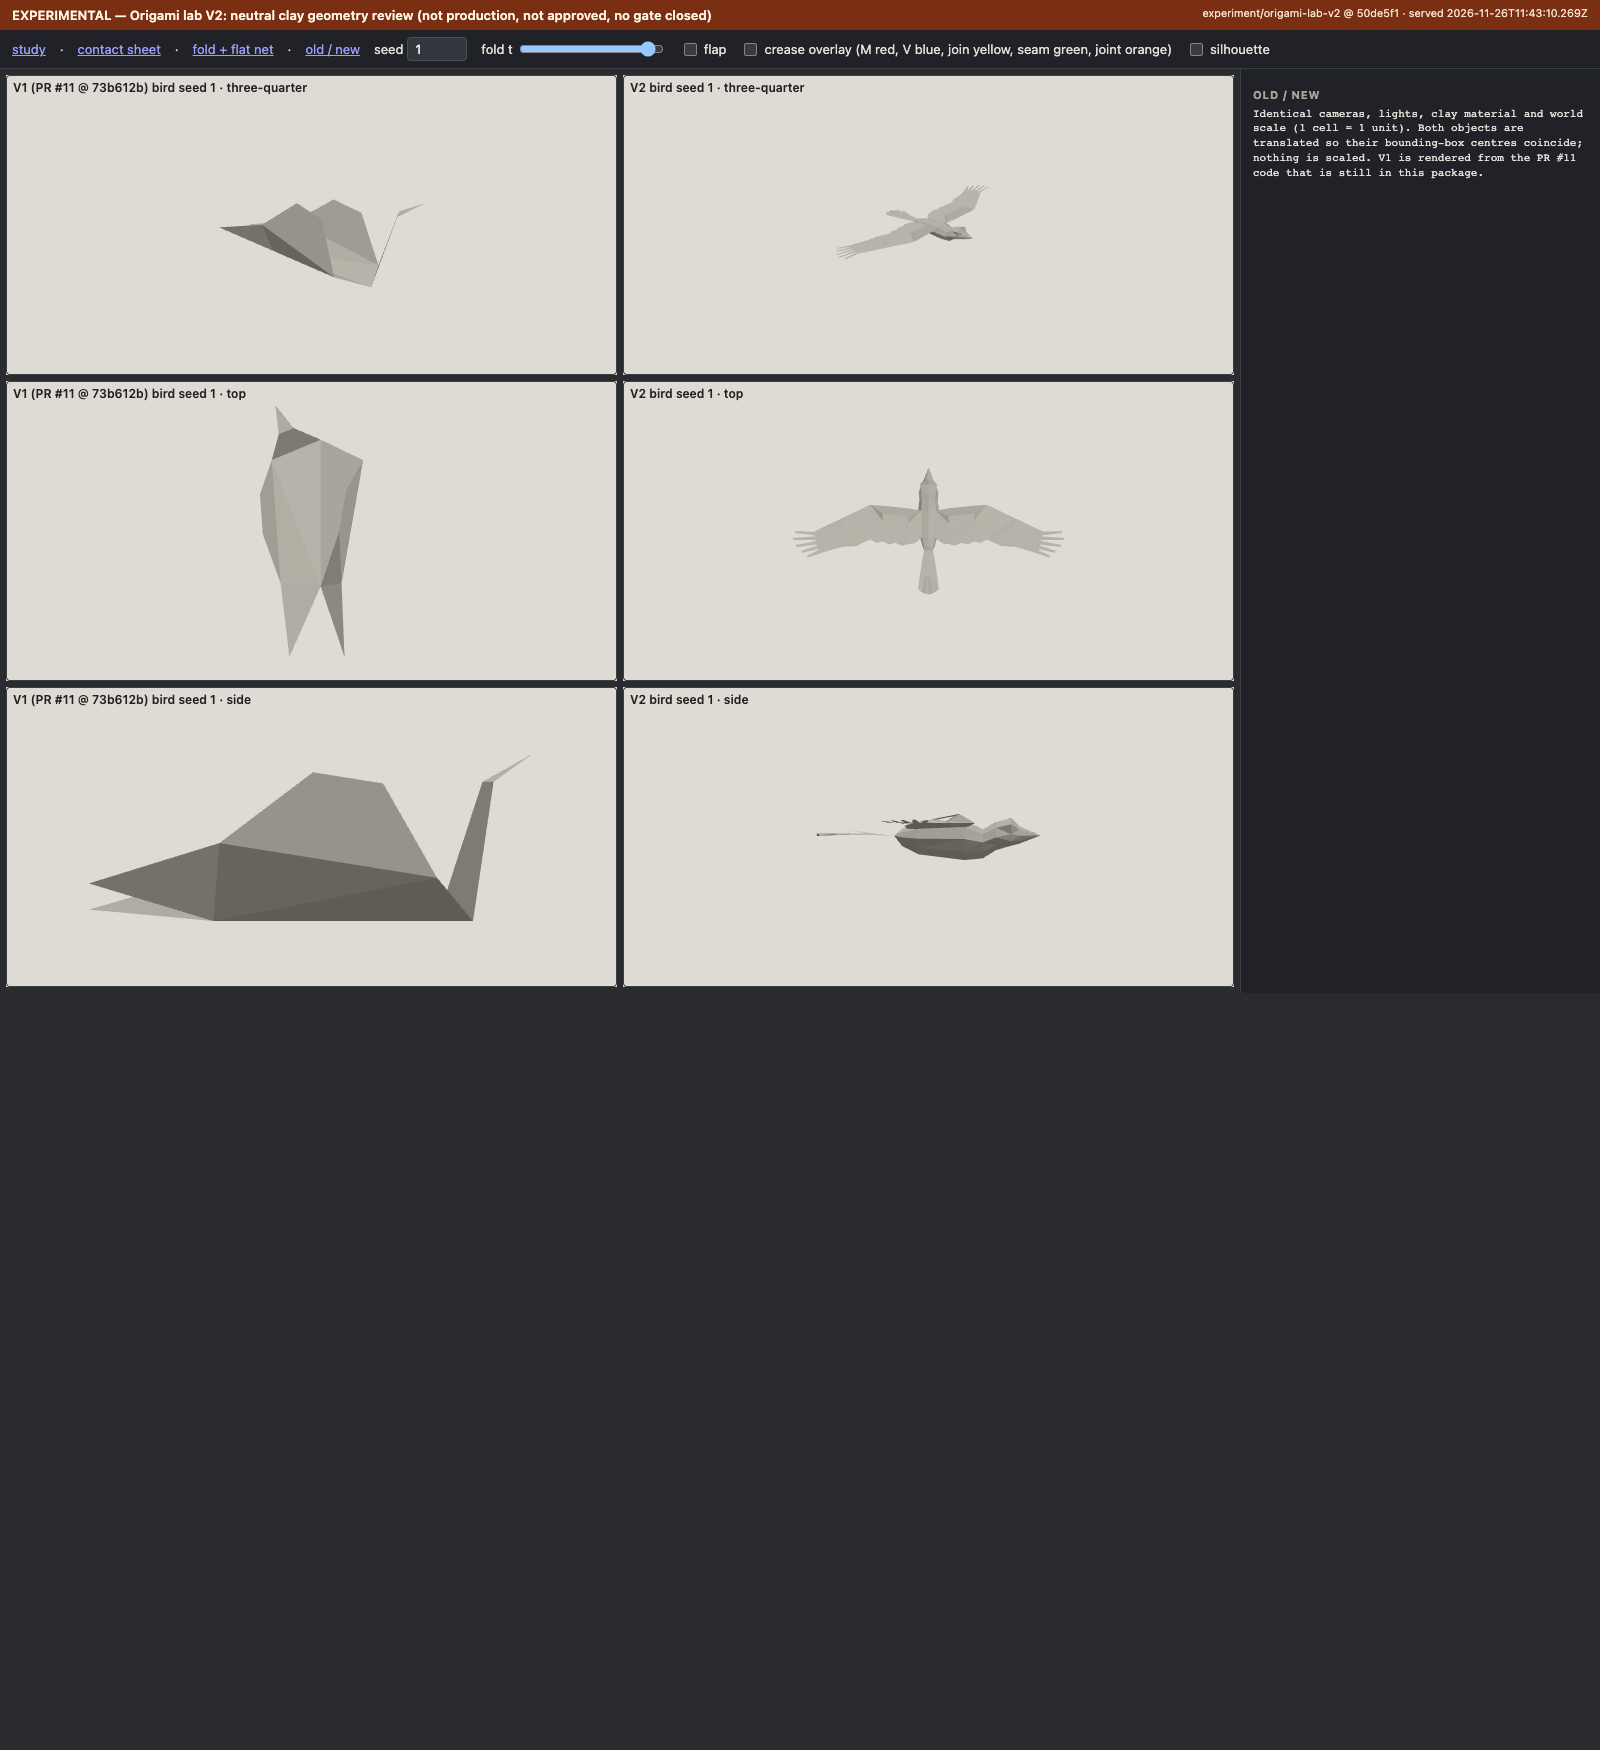 EXPERIMENTAL — Origami lab V2: neutral clay geometry review (not production, not approved, no gate closed)
experiment/origami-lab-v2 @ 50de5f1 · served 2026-11-26T11:43:10.269Z
study · contact sheet · fold + flat net · old / new seed 1 fold t flap crease overlay (M red, V blue, join yellow, seam green, joint orange) silhouette
V1 (PR #11 @ 73b612b) bird seed 1 · three-quarter
V2 bird seed 1 · three-quarter
OLD / NEW
Identical cameras, lights, clay material and world
scale (1 cell = 1 unit). Both objects are
translated so their bounding-box centres coincide;
nothing is scaled. V1 is rendered from the PR #11
code that is still in this package.
V1 (PR #11 @ 73b612b) bird seed 1 · top
V2 bird seed 1 · top
V1 (PR #11 @ 73b612b) bird seed 1 · side
V2 bird seed 1 · side